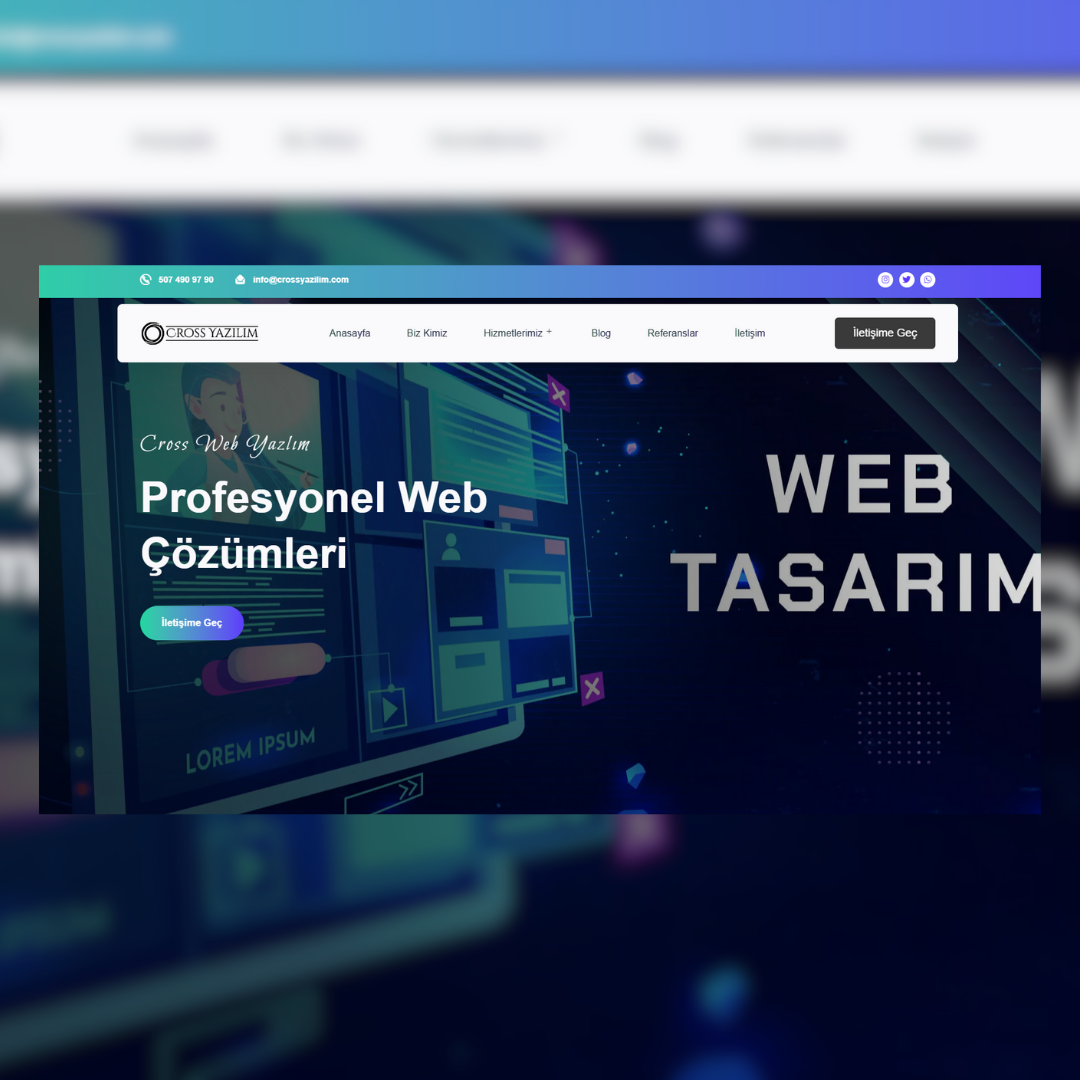 507 490 97 90 info@crossyazilim.com
CROSS YAZILIM Anasayfa Biz Kimiz Hizmetlerimiz + Blog Referanslar İletişim İletişime Geç
Cross Web Yazlım
Profesyonel Web
Çözümleri
İletişime Geç
WEB
TASARIM
LOREM IPSUM